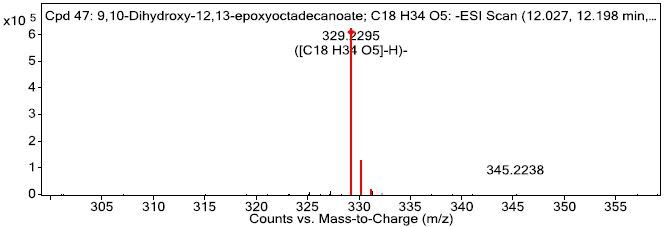 x10 5
Cpd 47: 9,10-Dihydroxy-12,13-epoxyoctadecanoate; C18 H34 O5: -ESI Scan (12.027, 12.198 min,...
6
329.2295
([C18 H34 O5]-H)-
5
4
3
2
1
345.2238
0
305 310 315 320 325 330 335 340 345 350 355
Counts vs. Mass-to-Charge (m/z)